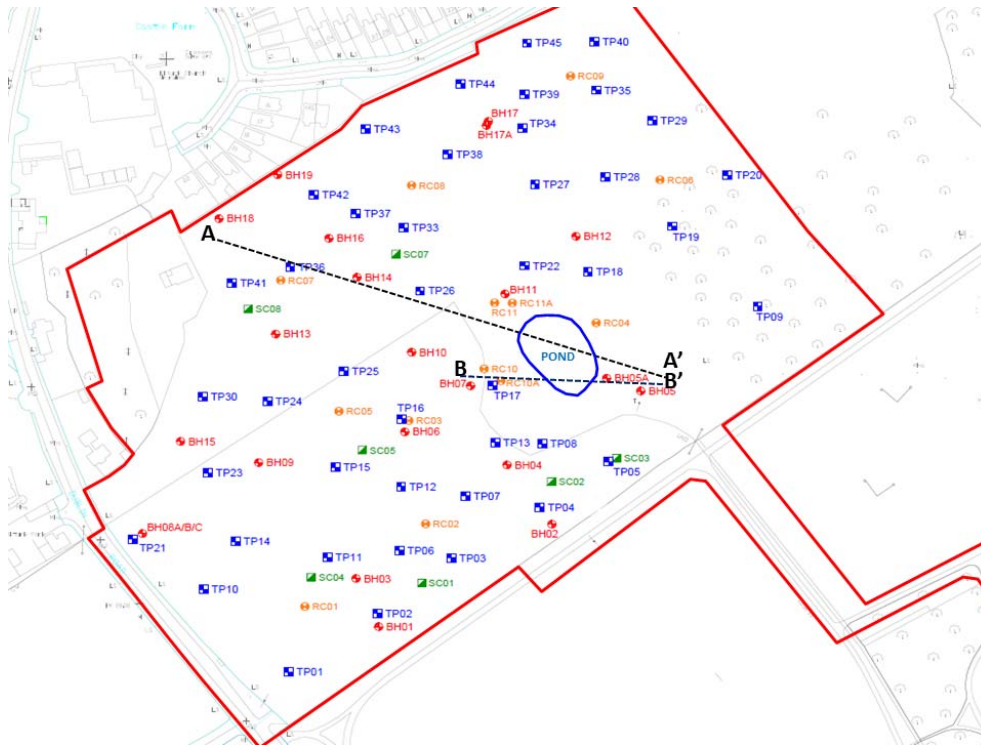 TP45
TP40
RC09
TP44
TP39
TP35
BH17
BH17A
TP34
TP29
TP43
TP38
BH19
RC08
TP27
TP28
RC06
TP20
TP42
TP37
BH18
TP33
TP19
A
BH16
BH12
SC07
TP36
RC07
BH14
TP22
TP18
TP41
TP26
BH11
RC11
RC11A
SC08
TP09
RC04
BH13
BH10
POND
A'
B
RC10
BH05A
B'
TP25
BH07
RC10A
TP17
BH05
TP30
TP24
RC05
TP16
RC03
BH06
BH15
TP13
TP08
SC05
SC03
TP05
BH09
TP15
BH04
TP23
SC02
TP12
TP07
TP04
RC02
BH02
BH08A/B/C
TP21
TP14
TP06
TP11
TP03
SC04
BH03
SC01
TP10
RC01
TP02
BH01
TP01